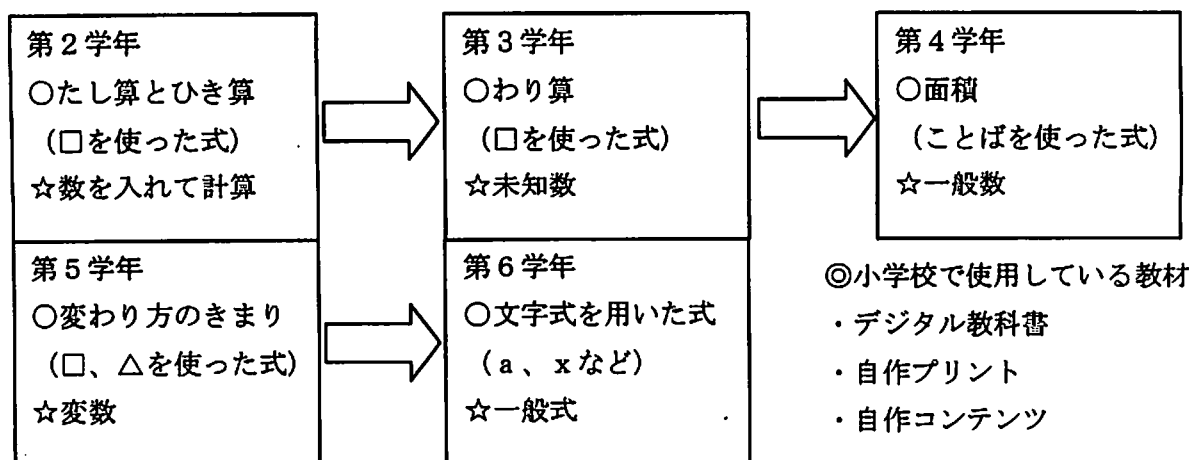 第2学年
○たし算とひき算
(□を使った式)
☆数を入れて計算
第3学年
○わり算
(□を使った式)
☆未知数
第4学年
○面積
(ことばを使った式)
☆一般数
第5学年
○変わり方のきまり
(□、△を使った式)
☆変数
第6学年
○文字式を用いた式
(a、xなど)
☆一般式
◎小学校で使用している教材
・デジタル教科書
・自作プリント
・自作コンテンツ